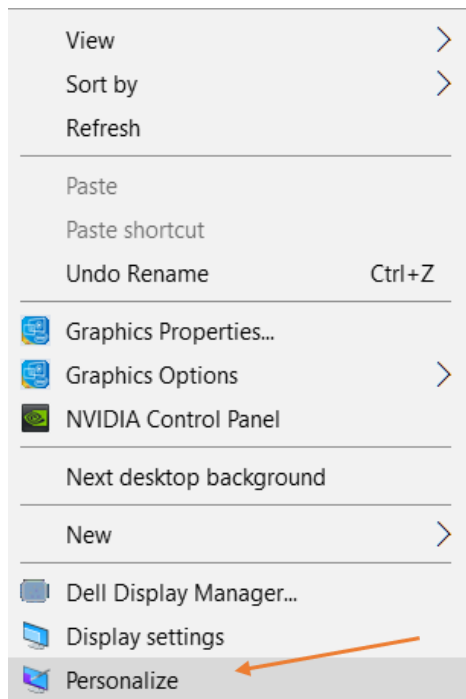 View
Sort by
Refresh
Paste
Paste shortcut
Undo Rename Ctrl+Z
Graphics Properties...
Graphics Options
NVIDIA Control Panel
Next desktop background
New
Dell Display Manager...
Display settings
Personalize